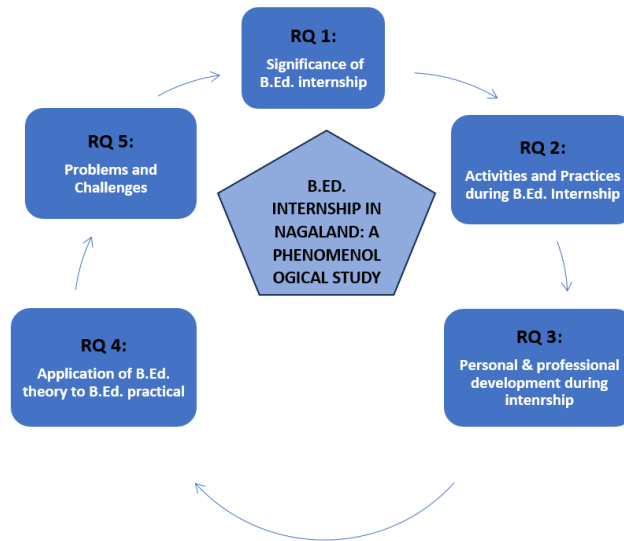 RQ 1:
Significance of
B.Ed. internship
RQ 2:
Activities and Practices
during B.Ed. Internship
RQ 3:
Personal & professional
development during
intenrship
RQ 4:
Application of B.Ed.
theory to B.Ed. practical
RQ 5:
Problems and
Challenges
B.ED.
INTERNSHIP IN
NAGALAND: A
PHENOMENOL
OGICAL STUDY